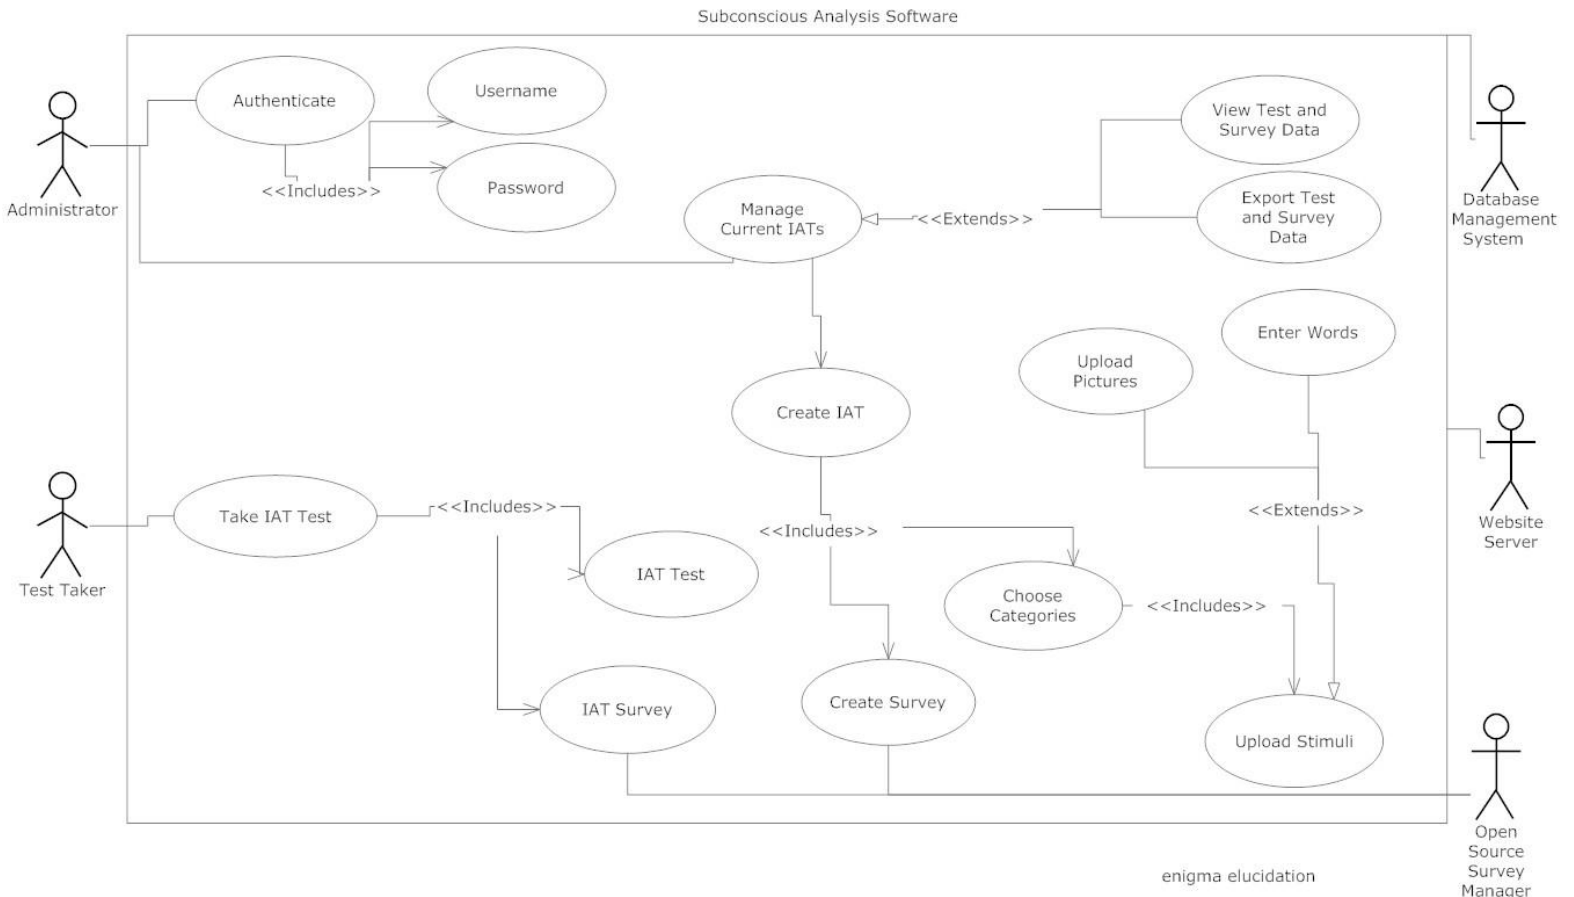 Subconscious Analysis Software
Authenticate
Username
Password
<<Includes>>
Administrator
View Test and
Survey Data
Export Test
and Survey
Data
Manage
Current IATs
<<Extends>>
Database
Management
System
Enter Words
Upload
Pictures
Create IAT
Take IAT Test
<<Includes>>
Test Taker
<<Includes>>
<<Extends>>
Website
Server
IAT Test
Choose
Categories
<<Includes>>
IAT Survey
Create Survey
Upload Stimuli
Open
Source
Survey
Manager
enigma elucidation